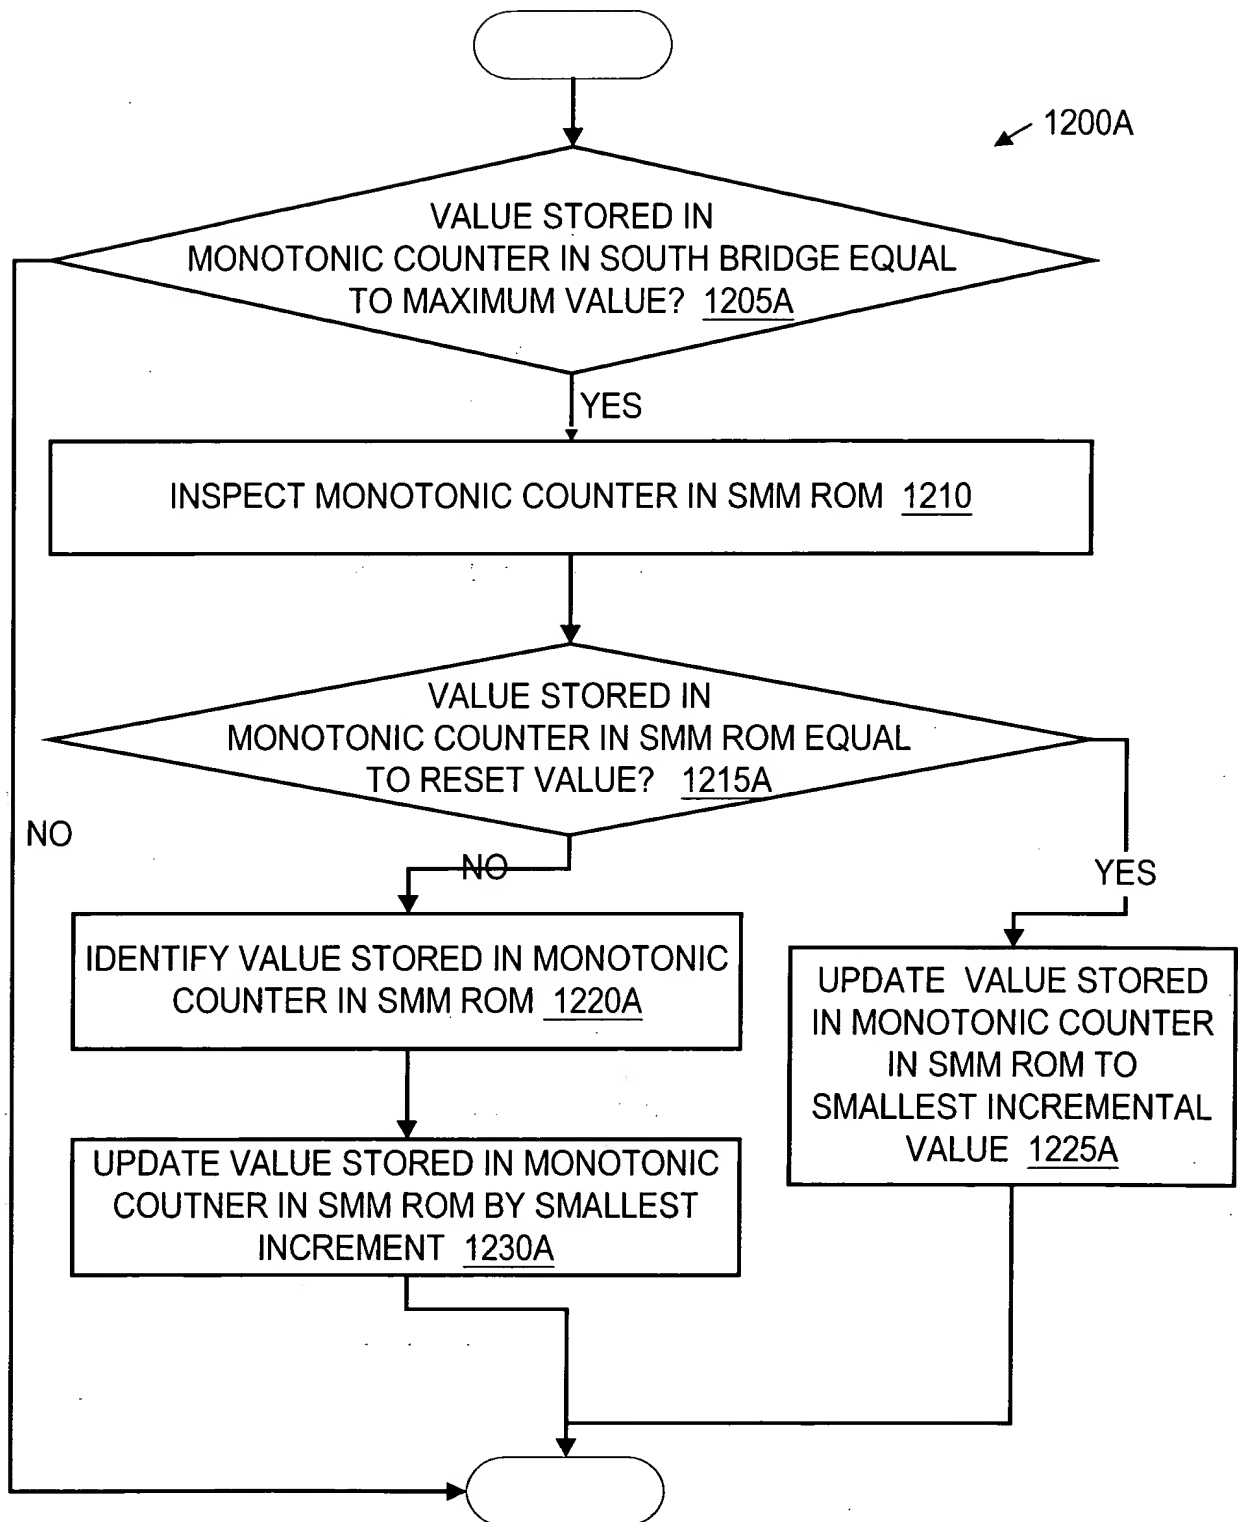 1200A
VALUE STORED IN
MONOTONIC COUNTER IN SOUTH BRIDGE EQUAL
TO MAXIMUM VALUE? 1205A
YES
INSPECT MONOTONIC COUNTER IN SMM ROM 1210
VALUE STORED IN
MONOTONIC COUNTER IN SMM ROM EQUAL
TO RESET VALUE? 1215A
NO
NO
YES
IDENTIFY VALUE STORED IN MONOTONIC
COUNTER IN SMM ROM 1220A
UPDATE VALUE STORED
IN MONOTONIC COUNTER
IN SMM ROM TO
SMALLEST INCREMENTAL
VALUE 1225A
UPDATE VALUE STORED IN MONOTONIC
COUTNER IN SMM ROM BY SMALLEST
INCREMENT 1230A